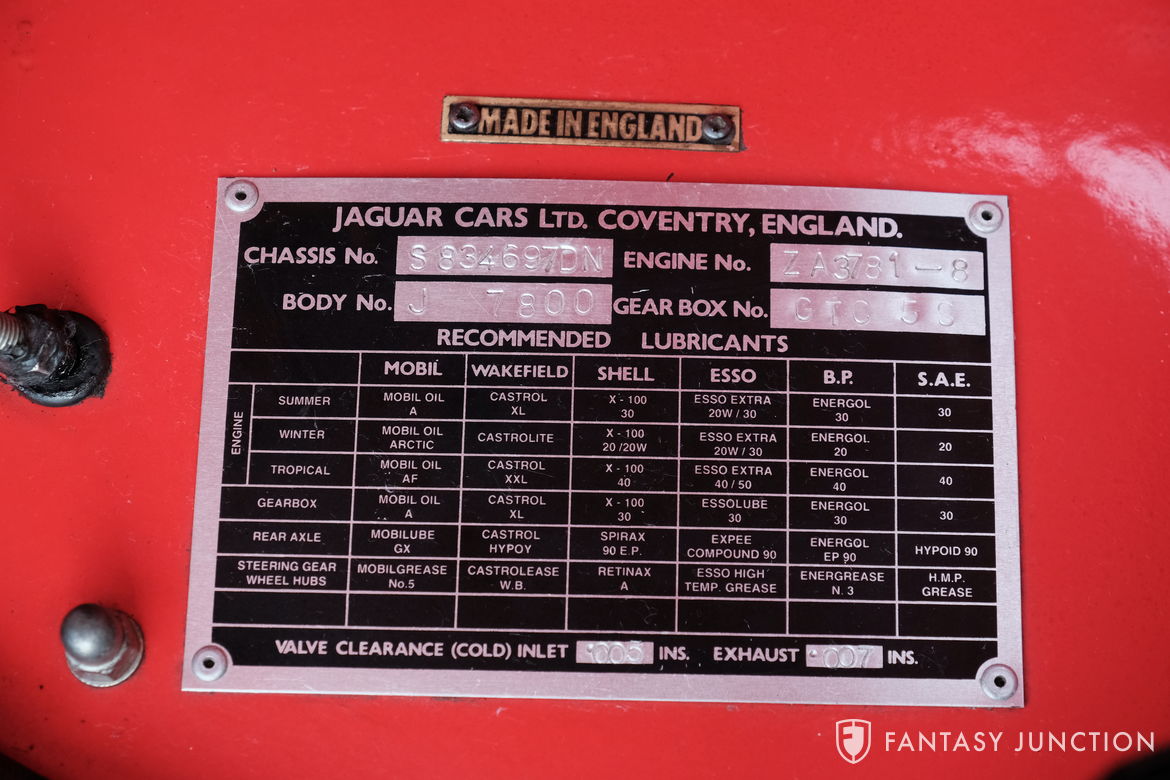 MADE IN ENGLAND
JAGUAR CARS LTD. COVENTRY, ENGLAND.
CHASSIS No. S834697DN ENGINE No. ZA3781-8
BODY No. J 7800 GEAR BOX No. GTC 5S
RECOMMENDED LUBRICANTS
MOBIL WAKEFIELD SHELL ESSO B.P. S.A.E.
ENGINE
SUMMER MOBIL OIL A CASTROL XL X - 100 30 ESSO EXTRA 20W / 30 ENERGOL 30 30
WINTER MOBIL OIL ARCTIC CASTROLITE X - 100 20 /20W ESSO EXTRA 20W / 30 ENERGOL 20 20
TROPICAL MOBIL OIL AF CASTROL XXL X - 100 40 ESSO EXTRA 40 / 50 ENERGOL 40 40
GEARBOX MOBIL OIL A CASTROL XL X - 100 30 ESSOLUBE 30 ENERGOL 30 30
REAR AXLE MOBILUBE GX CASTROL HYPOY SPIRAX 90 E.P. EXPEE COMPOUND 90 ENERGOL EP 90 HYPOID 90
STEERING GEAR WHEEL HUBS MOBILGREASE No.5 CASTROLEASE W.B. RETINAX A ESSO HIGH TEMP. GREASE ENERGREASE N. 3 H.M.P. GREASE
VALVE CLEARANCE (COLD) INLET ·005 INS. EXHAUST ·007 INS.
FANTASY JUNCTION